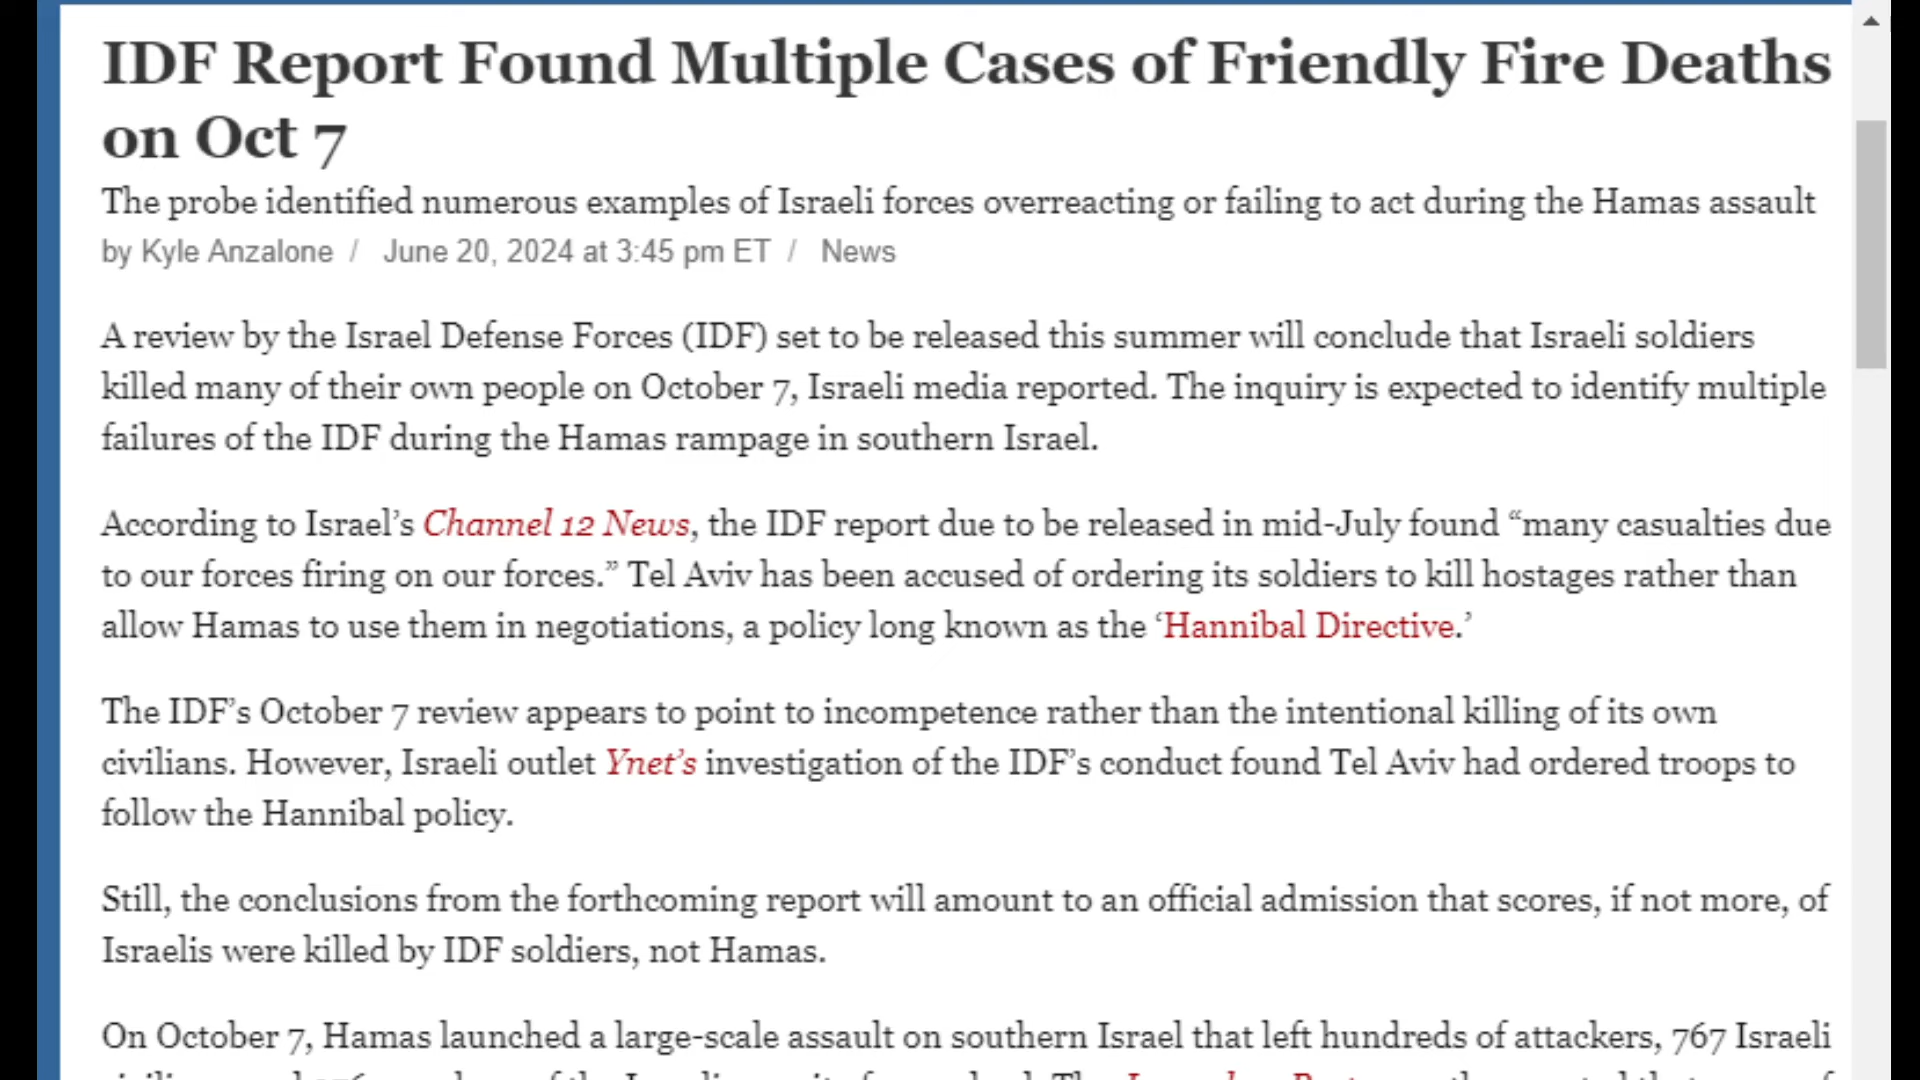 IDF Report Found Multiple Cases of Friendly Fire Deaths
on Oct 7
The probe identified numerous examples of Israeli forces overreacting or failing to act during the Hamas assault
by Kyle Anzalone / June 20, 2024 at 3:45 pm ET / News
A review by the Israel Defense Forces (IDF) set to be released this summer will conclude that Israeli soldiers
killed many of their own people on October 7, Israeli media reported. The inquiry is expected to identify multiple
failures of the IDF during the Hamas rampage in southern Israel.
According to Israel’s Channel 12 News, the IDF report due to be released in mid-July found “many casualties due
to our forces firing on our forces.” Tel Aviv has been accused of ordering its soldiers to kill hostages rather than
allow Hamas to use them in negotiations, a policy long known as the ‘Hannibal Directive.’
The IDF’s October 7 review appears to point to incompetence rather than the intentional killing of its own
civilians. However, Israeli outlet Ynet’s investigation of the IDF’s conduct found Tel Aviv had ordered troops to
follow the Hannibal policy.
Still, the conclusions from the forthcoming report will amount to an official admission that scores, if not more, of
Israelis were killed by IDF soldiers, not Hamas.
On October 7, Hamas launched a large-scale assault on southern Israel that left hundreds of attackers, 767 Israeli